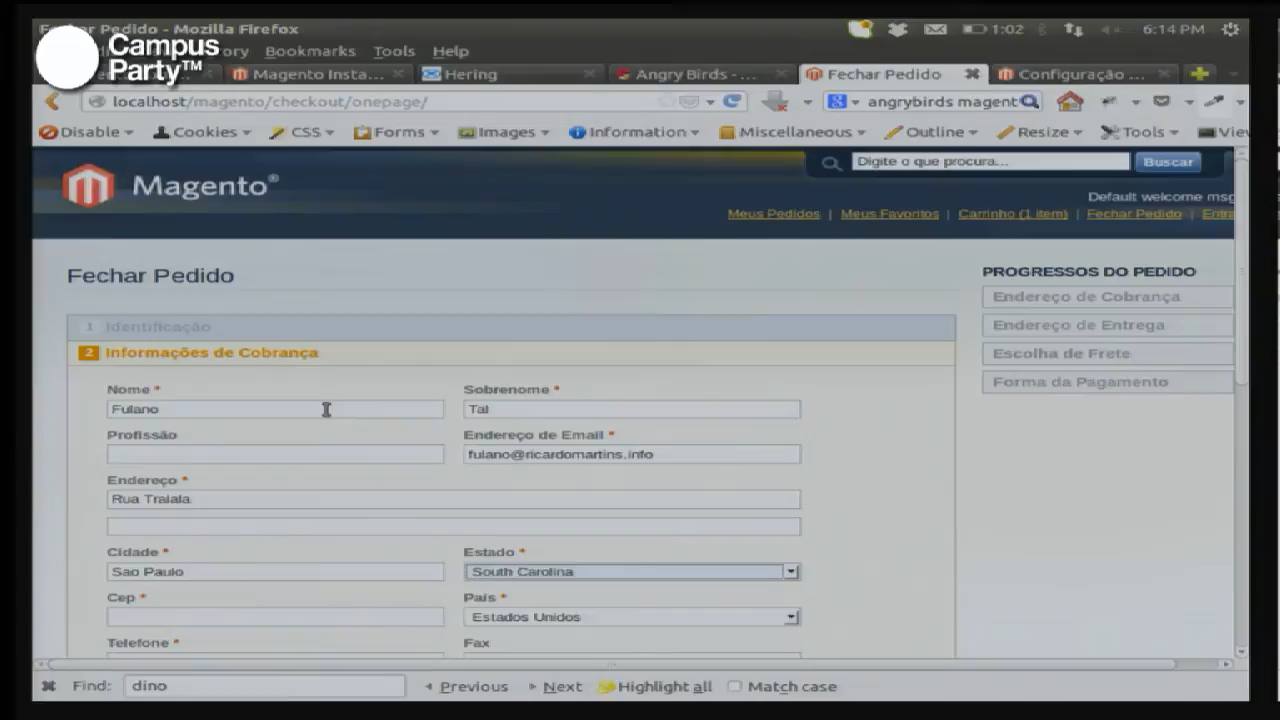 Fechar Pedido - Mozilla Firefox
1:02
6:14 PM
Campus
Party™
Bookmarks Tools Help
Magento Insta...
Hering
Angry Birds - ...
Fechar Pedido
Configuração ...
localhost/magento/checkout/onepage/
angrybirds magent
Disable Cookies CSS Forms Images Information Miscellaneous Outline Resize Tools View
Magento®
Digite o que procura...
Buscar
Default welcome msg
Meus Pedidos | Meus Favoritos | Carrinho (1 item) | Fechar Pedido | Entra
Fechar Pedido
PROGRESSOS DO PEDIDO
Endereço de Cobrança
Endereço de Entrega
Escolha de Frete
Forma da Pagamento
1 Identificação
2 Informações de Cobrança
Nome * Sobrenome *
Fulano Tal
Profissão Endereço de Email *
fulano@ricardomartins.info
Endereço *
Rua Tralala
Cidade * Estado *
Sao Paulo South Carolina
Cep * País *
Estados Unidos
Telefone * Fax
Find: dino Previous Next Highlight all Match case